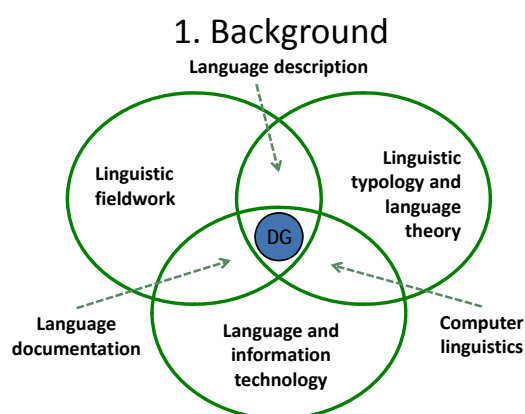 1. Background
Language description
Linguistic
fieldwork
Linguistic
typology and
language
theory
DG
Language
documentation
Language and
information
technology
Computer
linguistics